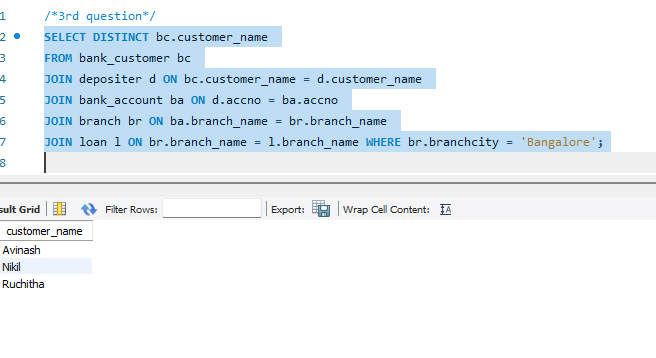 1 /*3rd question*/
2 SELECT DISTINCT bc.customer_name
3 FROM bank_customer bc
4 JOIN depositer d ON bc.customer_name = d.customer_name
5 JOIN bank_account ba ON d.accno = ba.accno
6 JOIN branch br ON ba.branch_name = br.branch_name
7 JOIN loan l ON br.branch_name = l.branch_name WHERE br.branchcity = 'Bangalore';
8
sult Grid Filter Rows: Export: Wrap Cell Content:
customer_name
Avinash
Nikil
Ruchitha